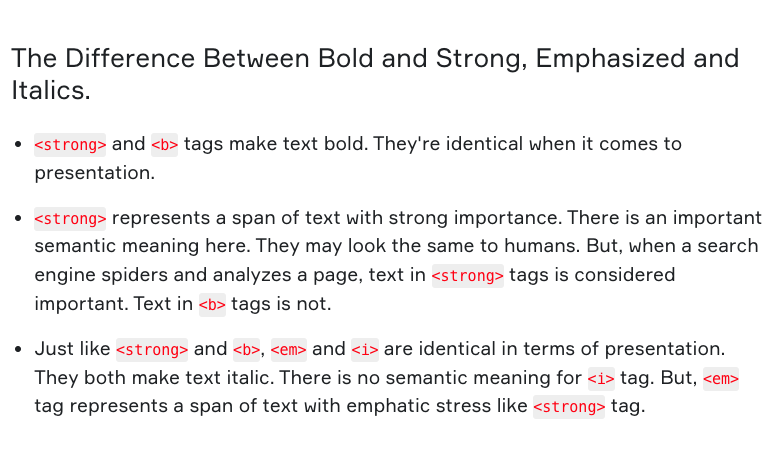 The Difference Between Bold and Strong, Emphasized and
Italics.
• <strong> and <b> tags make text bold. They're identical when it comes to
presentation.
• <strong> represents a span of text with strong importance. There is an important
semantic meaning here. They may look the same to humans. But, when a search
engine spiders and analyzes a page, text in <strong> tags is considered
important. Text in <b> tags is not.
• Just like <strong> and <b>, <em> and <i> are identical in terms of presentation.
They both make text italic. There is no semantic meaning for <i> tag. But, <em>
tag represents a span of text with emphatic stress like <strong> tag.